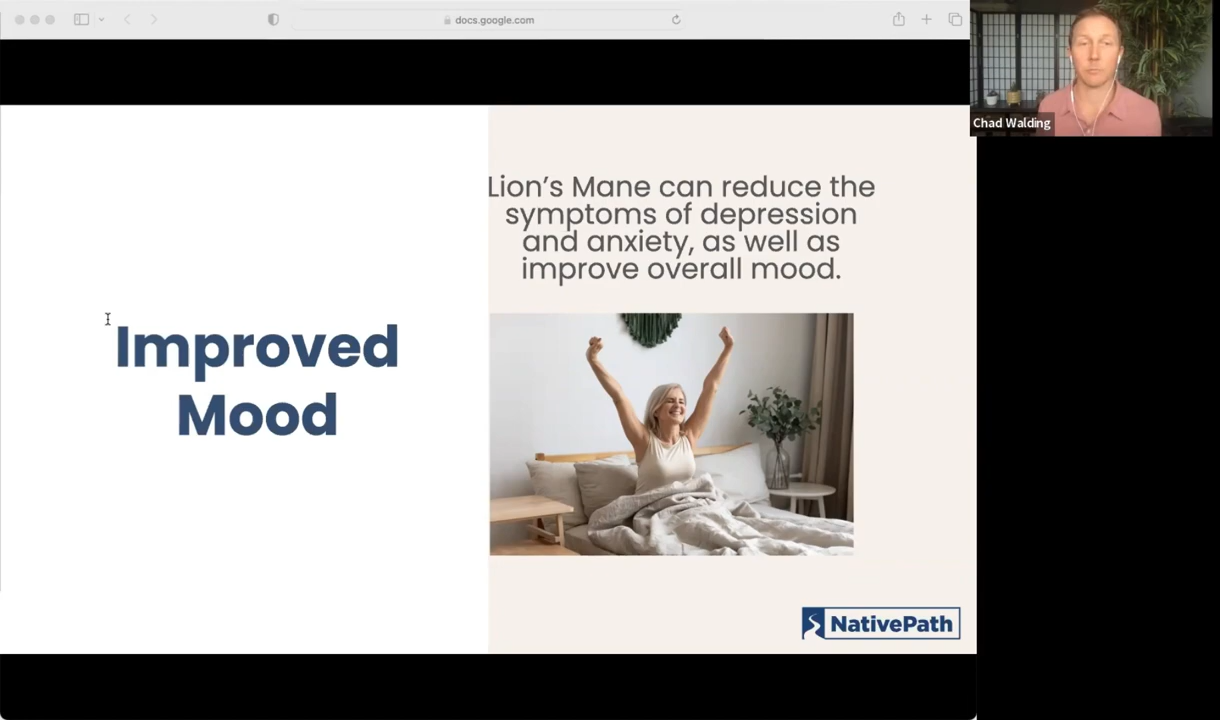 docs.google.com
Chad Walding
Lion's Mane can reduce the
symptoms of depression
and anxiety, as well as
improve overall mood.
Improved
Mood
NativePath